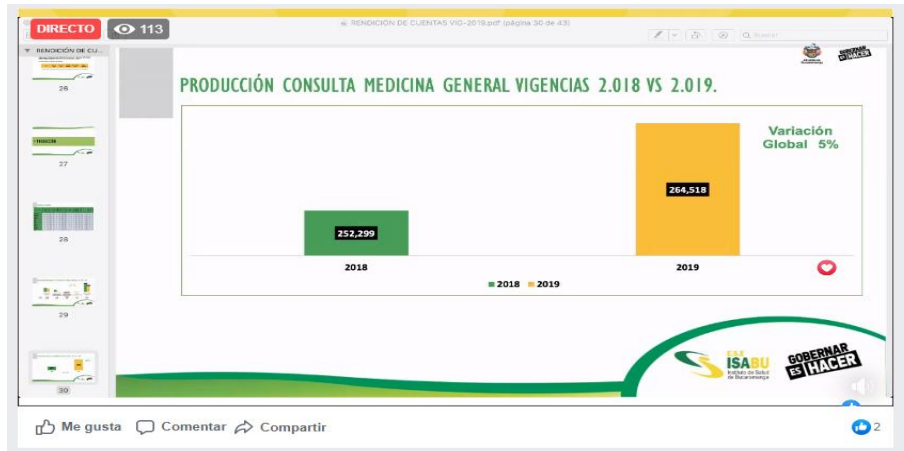 DIRECTO
113
RENDICIÓN DE CUENTAS VIG-2019.pdf (página 30 de 43)
Buscar
RENDICIÓN DE CU...
26
27
28
29
30
PRODUCCIÓN CONSULTA MEDICINA GENERAL VIGENCIAS 2.018 VS 2.019.
Variación
Global 5%
264,518
252,299
2018
2019
2018 2019
E.S.E
ISABU
Instituto de Salud
de Bucaramanga
GOBERNAR
ES HACER
Me gusta
Comentar
Compartir
2